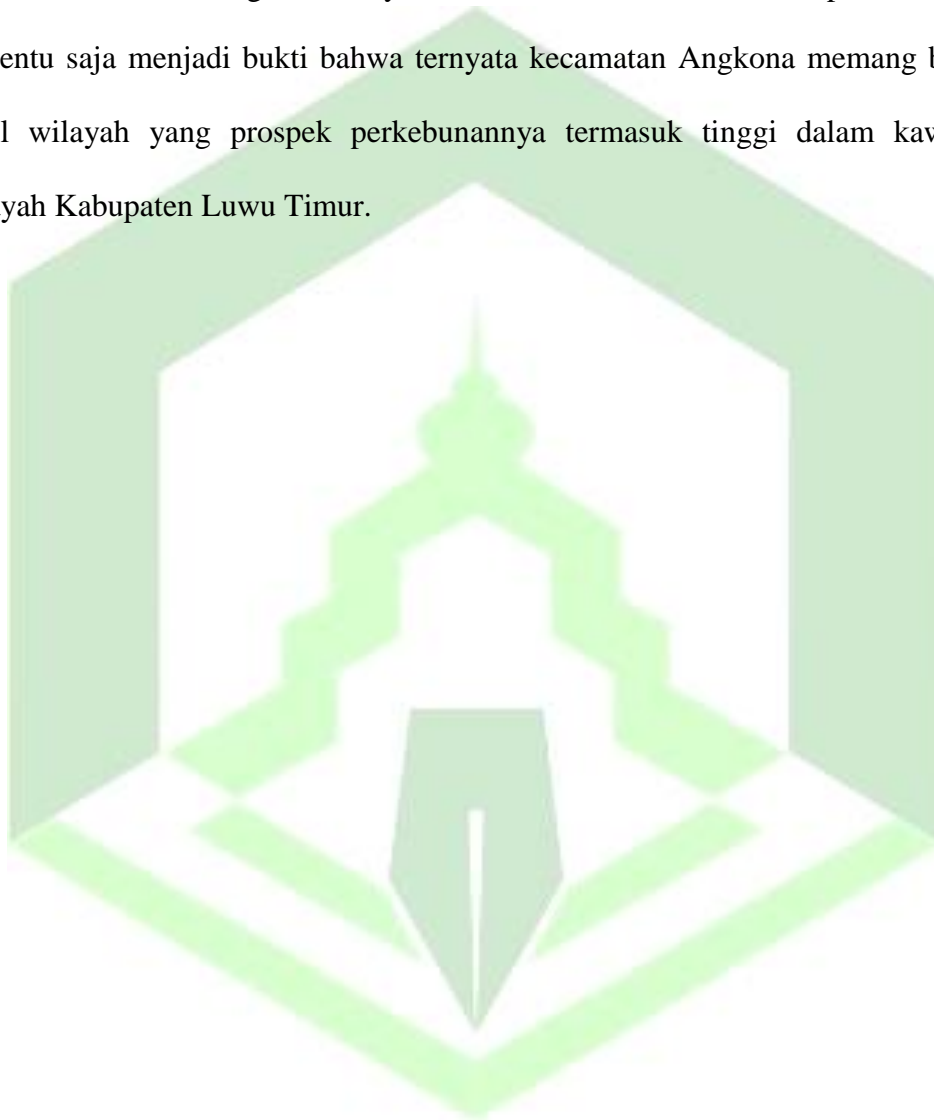 entu saja menjadi bukti bahwa ternyata kecamatan Angkona memang b
l wilayah yang prospek perkebunannya termasuk tinggi dalam kaw
yah Kabupaten Luwu Timur.